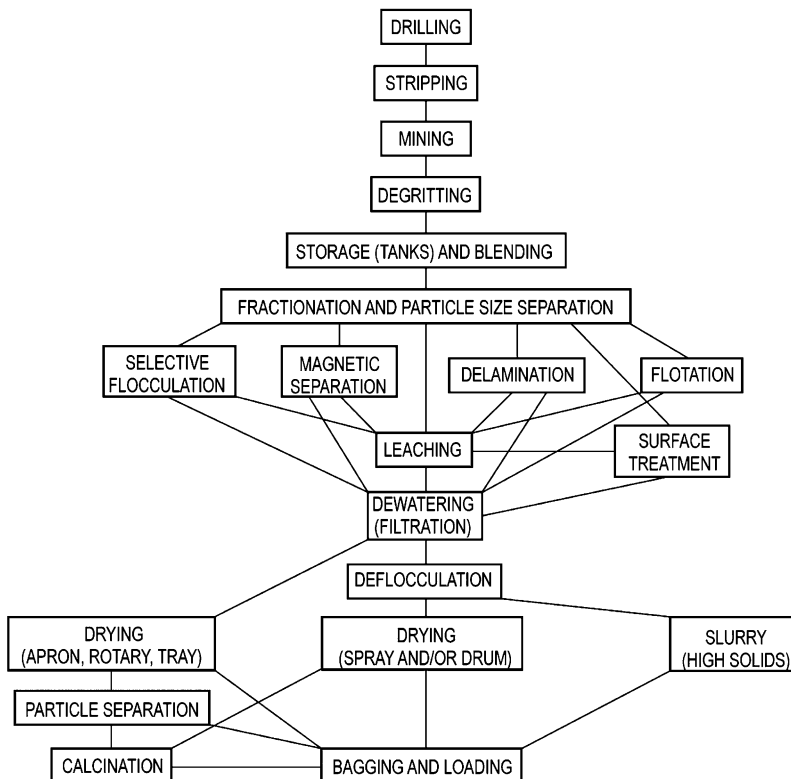 DRILLING
STRIPPING
MINING
DEGRITTING
STORAGE (TANKS) AND BLENDING
FRACTIONATION AND PARTICLE SIZE SEPARATION
SELECTIVE
FLOCCULATION
MAGNETIC
SEPARATION
DELAMINATION
FLOTATION
LEACHING
SURFACE
TREATMENT
DEWATERING
(FILTRATION)
DEFLOCCULATION
DRYING
(APRON, ROTARY, TRAY)
DRYING
(SPRAY AND/OR DRUM)
SLURRY
(HIGH SOLIDS)
PARTICLE SEPARATION
CALCINATION
BAGGING AND LOADING